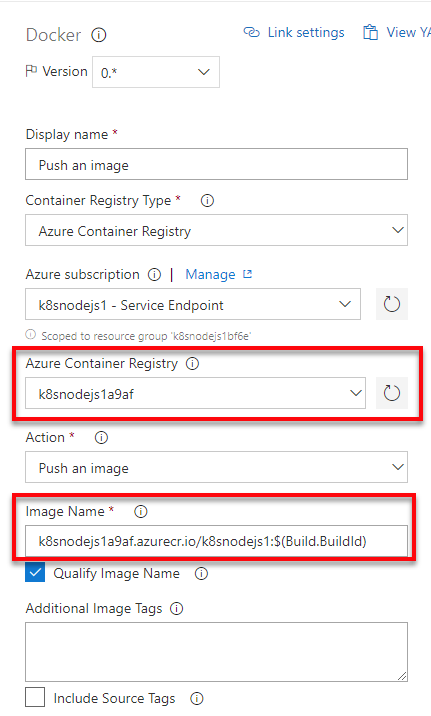 Docker
Link settings
View YA
Version 0.*
Display name *
Push an image
Container Registry Type *
Azure Container Registry
Azure subscription | Manage
k8snodejs1 - Service Endpoint
Scoped to resource group 'k8snodejs1bf6e'
Azure Container Registry
k8snodejs1a9af
Action *
Push an image
Image Name *
k8snodejs1a9af.azurecr.io/k8snodejs1:$(Build.BuildId)
Qualify Image Name
Additional Image Tags
Include Source Tags